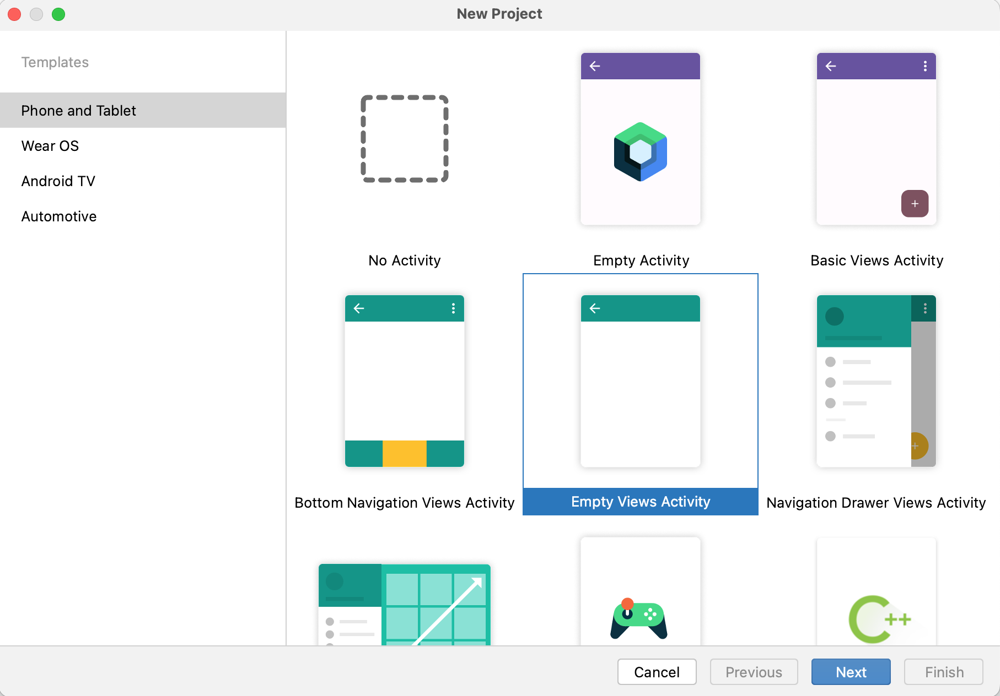 New Project
Templates
Phone and Tablet
Wear OS
Android TV
Automotive
No Activity
Empty Activity
Basic Views Activity
Bottom Navigation Views Activity
Empty Views Activity
Navigation Drawer Views Activity
C++
Cancel
Previous
Next
Finish